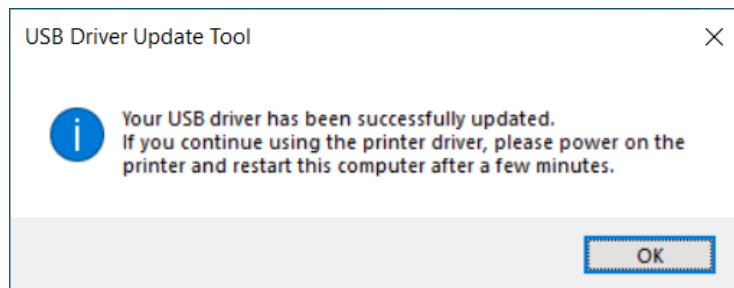 USB Driver Update Tool
Your USB driver has been successfully updated.
If you continue using the printer driver, please power on the
printer and restart this computer after a few minutes.
OK